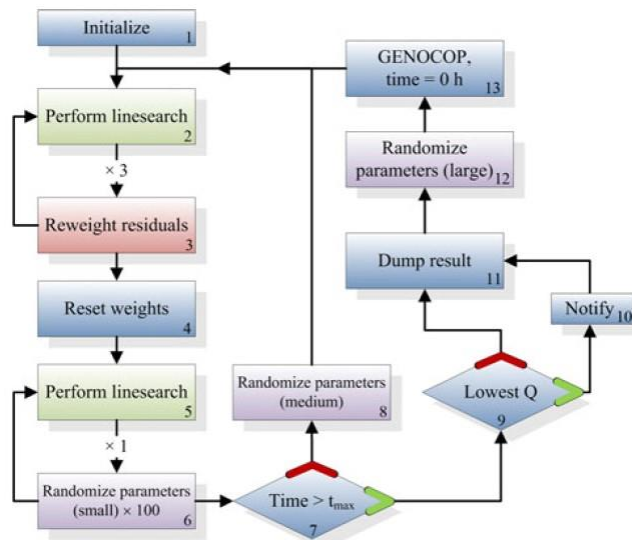 Initialize
1
Perform linesearch
2
× 3
Reweight residuals
3
Reset weights
4
Perform linesearch
5
× 1
Randomize parameters
(small) × 100
6
Time > tmax
7
Randomize parameters
(medium)
8
Lowest Q
9
Notify
10
Dump result
11
Randomize
parameters (large)
12
GENOCOP,
time = 0 h
13